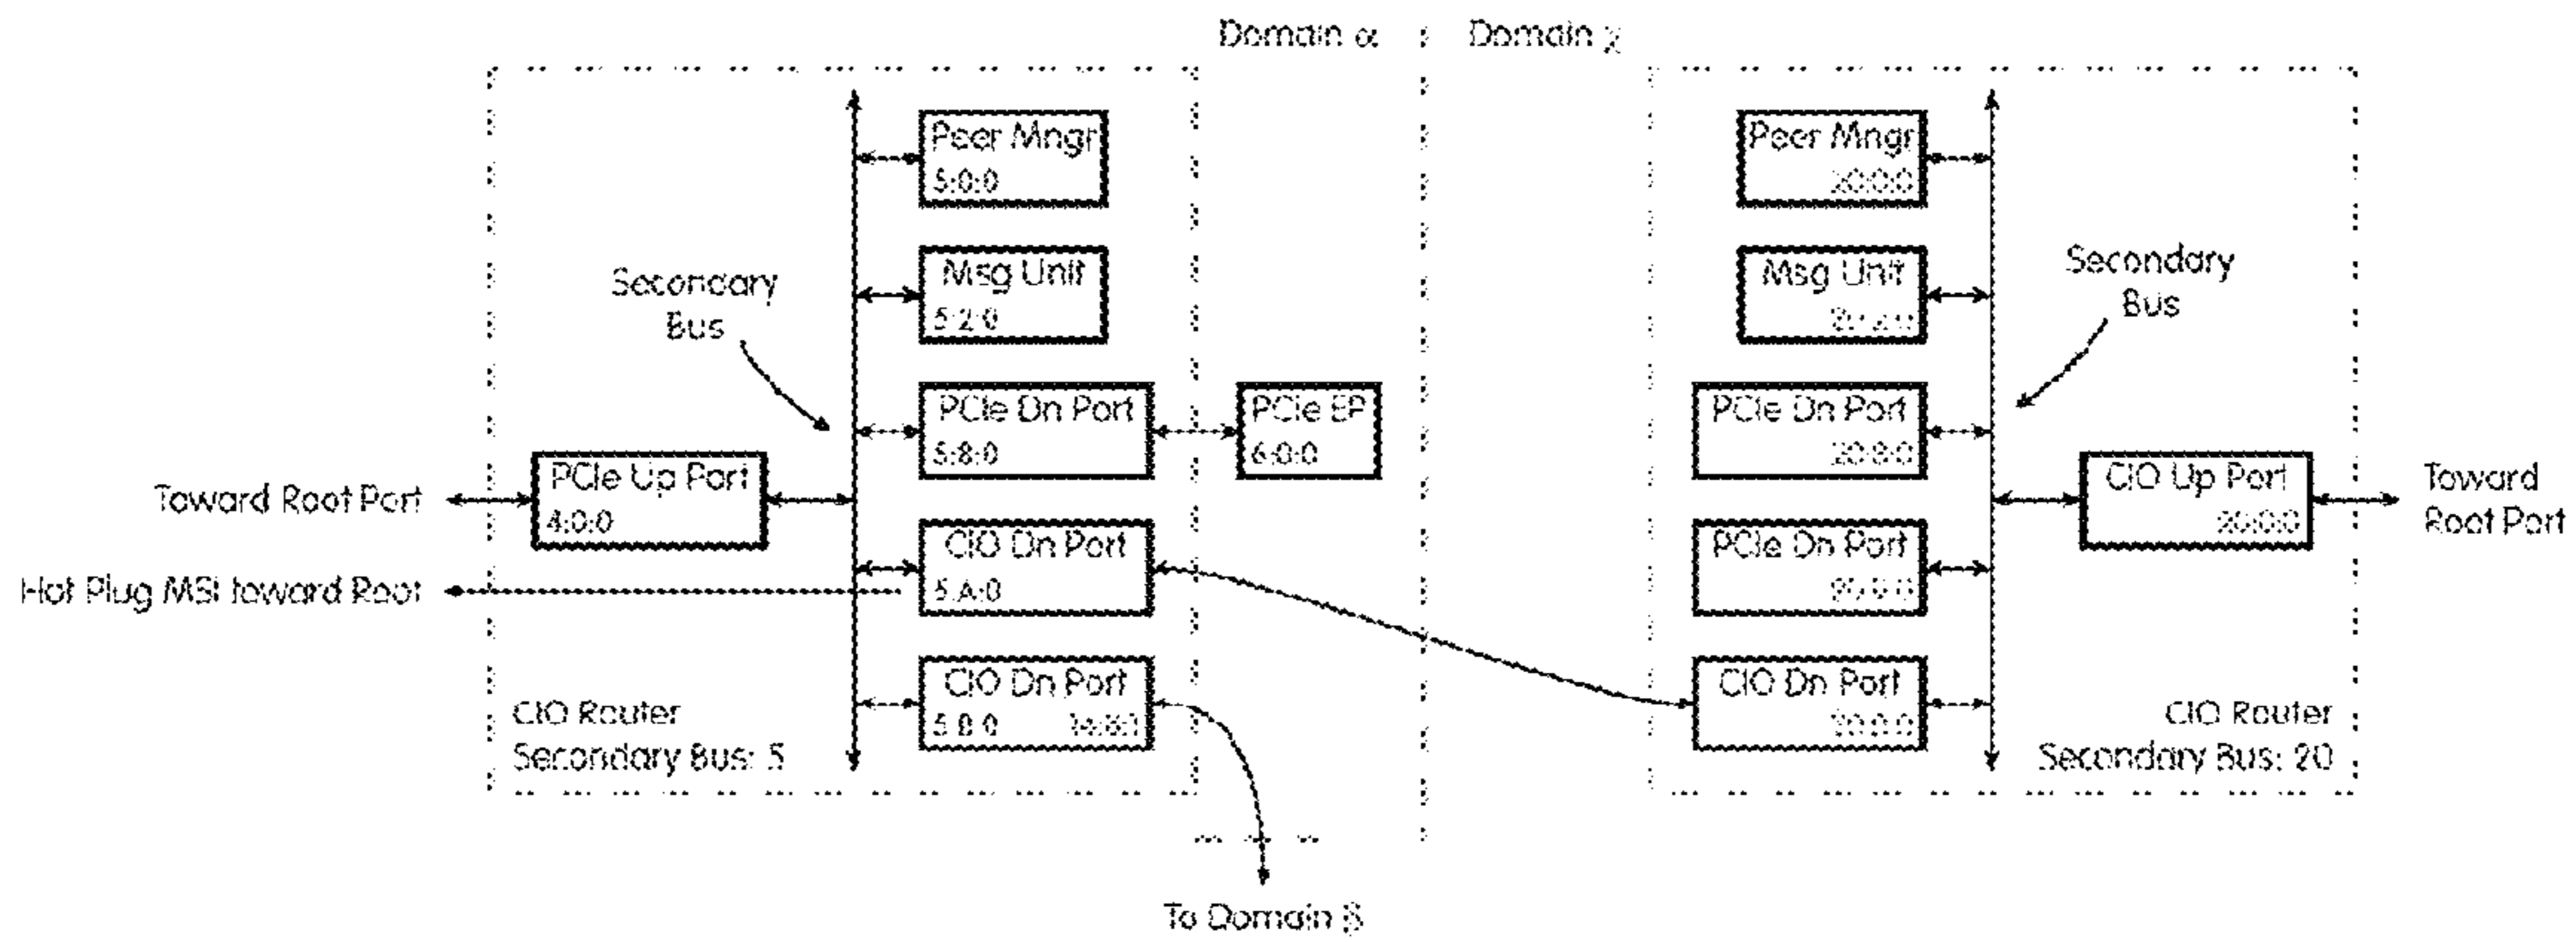 Domain α
Domain χ
Peer Mngr
5:0:0
Peer Mngr
20:0:0
Secondary
Bus
Msg Unit
5:2:0
Msg Unit
Secondary
Bus
PCIe Dn Port
5:8:0
PCIe EP
6:0:0
PCIe Dn Port
20:8:0
Toward Root Port
PCIe Up Port
4:0:0
CIO Dn Port
5:A:0
PCIe Dn Port
CIO Up Port
Toward
Root Port
Hot Plug MSI toward Root
CIO Dn Port
CIO Dn Port
CIO Router
Secondary Bus: 5
CIO Router
Secondary Bus: 20
To Domain β